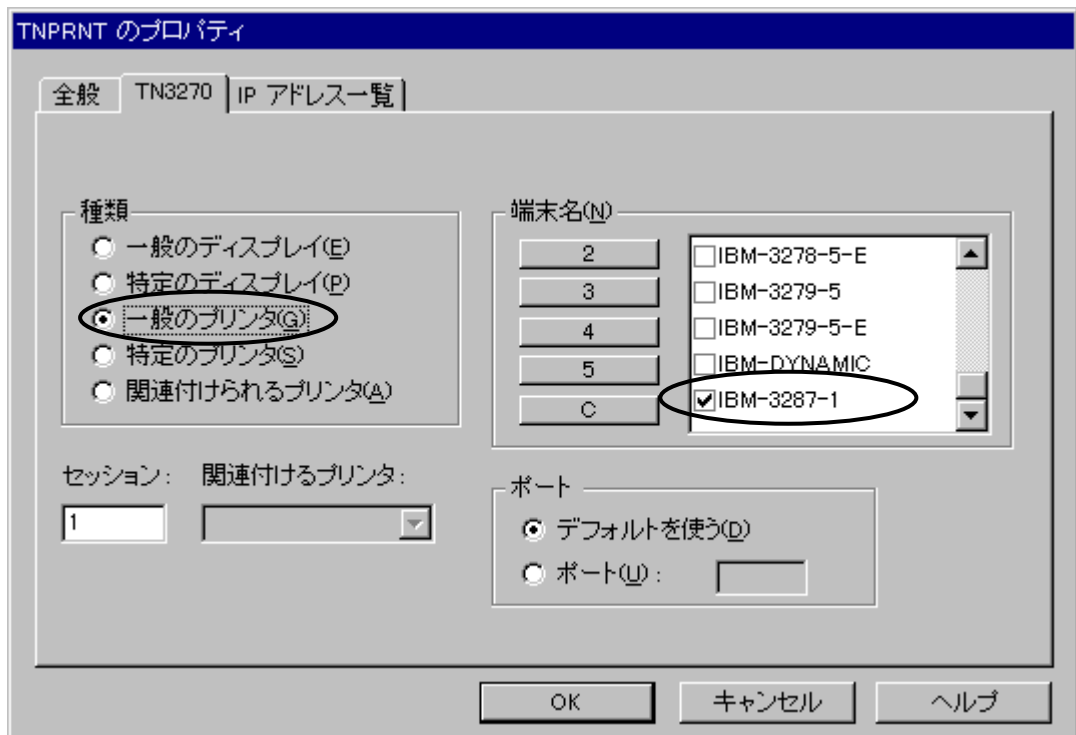 TNPRNT のプロパティ
全般 TN3270 IP アドレス一覧
種類
一般のディスプレイ(E)
特定のディスプレイ(P)
一般のプリンタ(G)
特定のプリンタ(S)
関連付けられるプリンタ(A)
端末名(N)
2
3
4
5
C
IBM-3278-5-E
IBM-3279-5
IBM-3279-5-E
IBM-DYNAMIC
IBM-3287-1
セッション: 関連付けるプリンタ:
1
ポート
デフォルトを使う(D)
ポート(U):
OK キャンセル ヘルプ